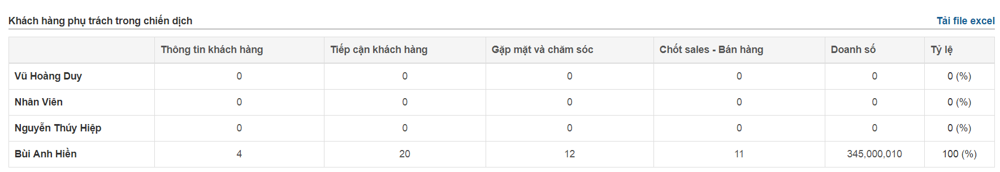 Khách hàng phụ trách trong chiến dịch Tải file excel
Thông tin khách hàng Tiếp cận khách hàng Gặp mặt và chăm sóc Chốt sales - Bán hàng Doanh số Tỷ lệ
Vũ Hoàng Duy 0 0 0 0 0 0 (%)
Nhân Viên 0 0 0 0 0 0 (%)
Nguyễn Thúy Hiệp 0 0 0 0 0 0 (%)
Bùi Anh Hiền 4 20 12 11 345,000,010 100 (%)